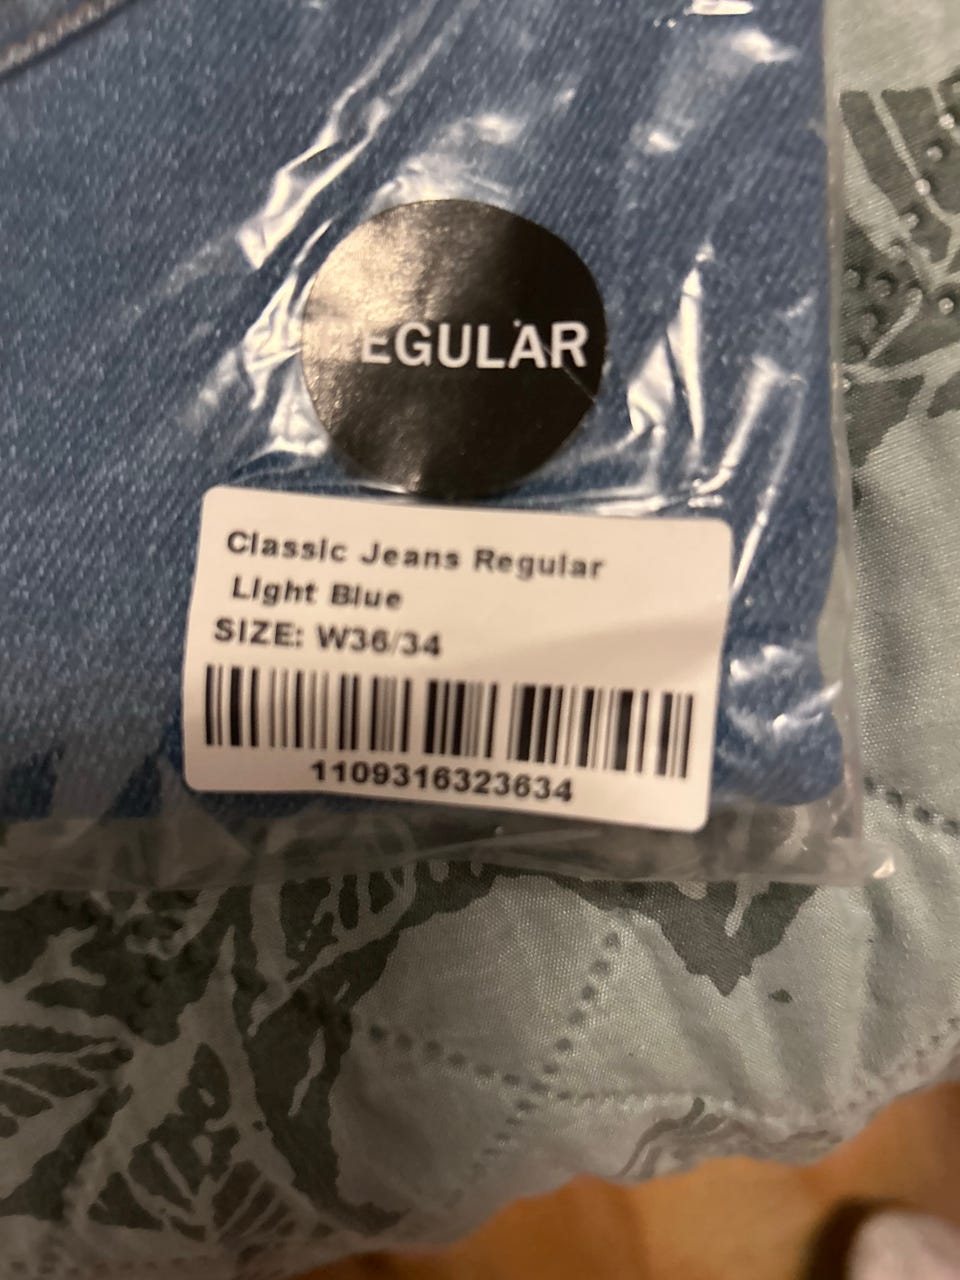 REGULAR
Classic Jeans Regular
Light Blue
SIZE: W36/34
1109316323634